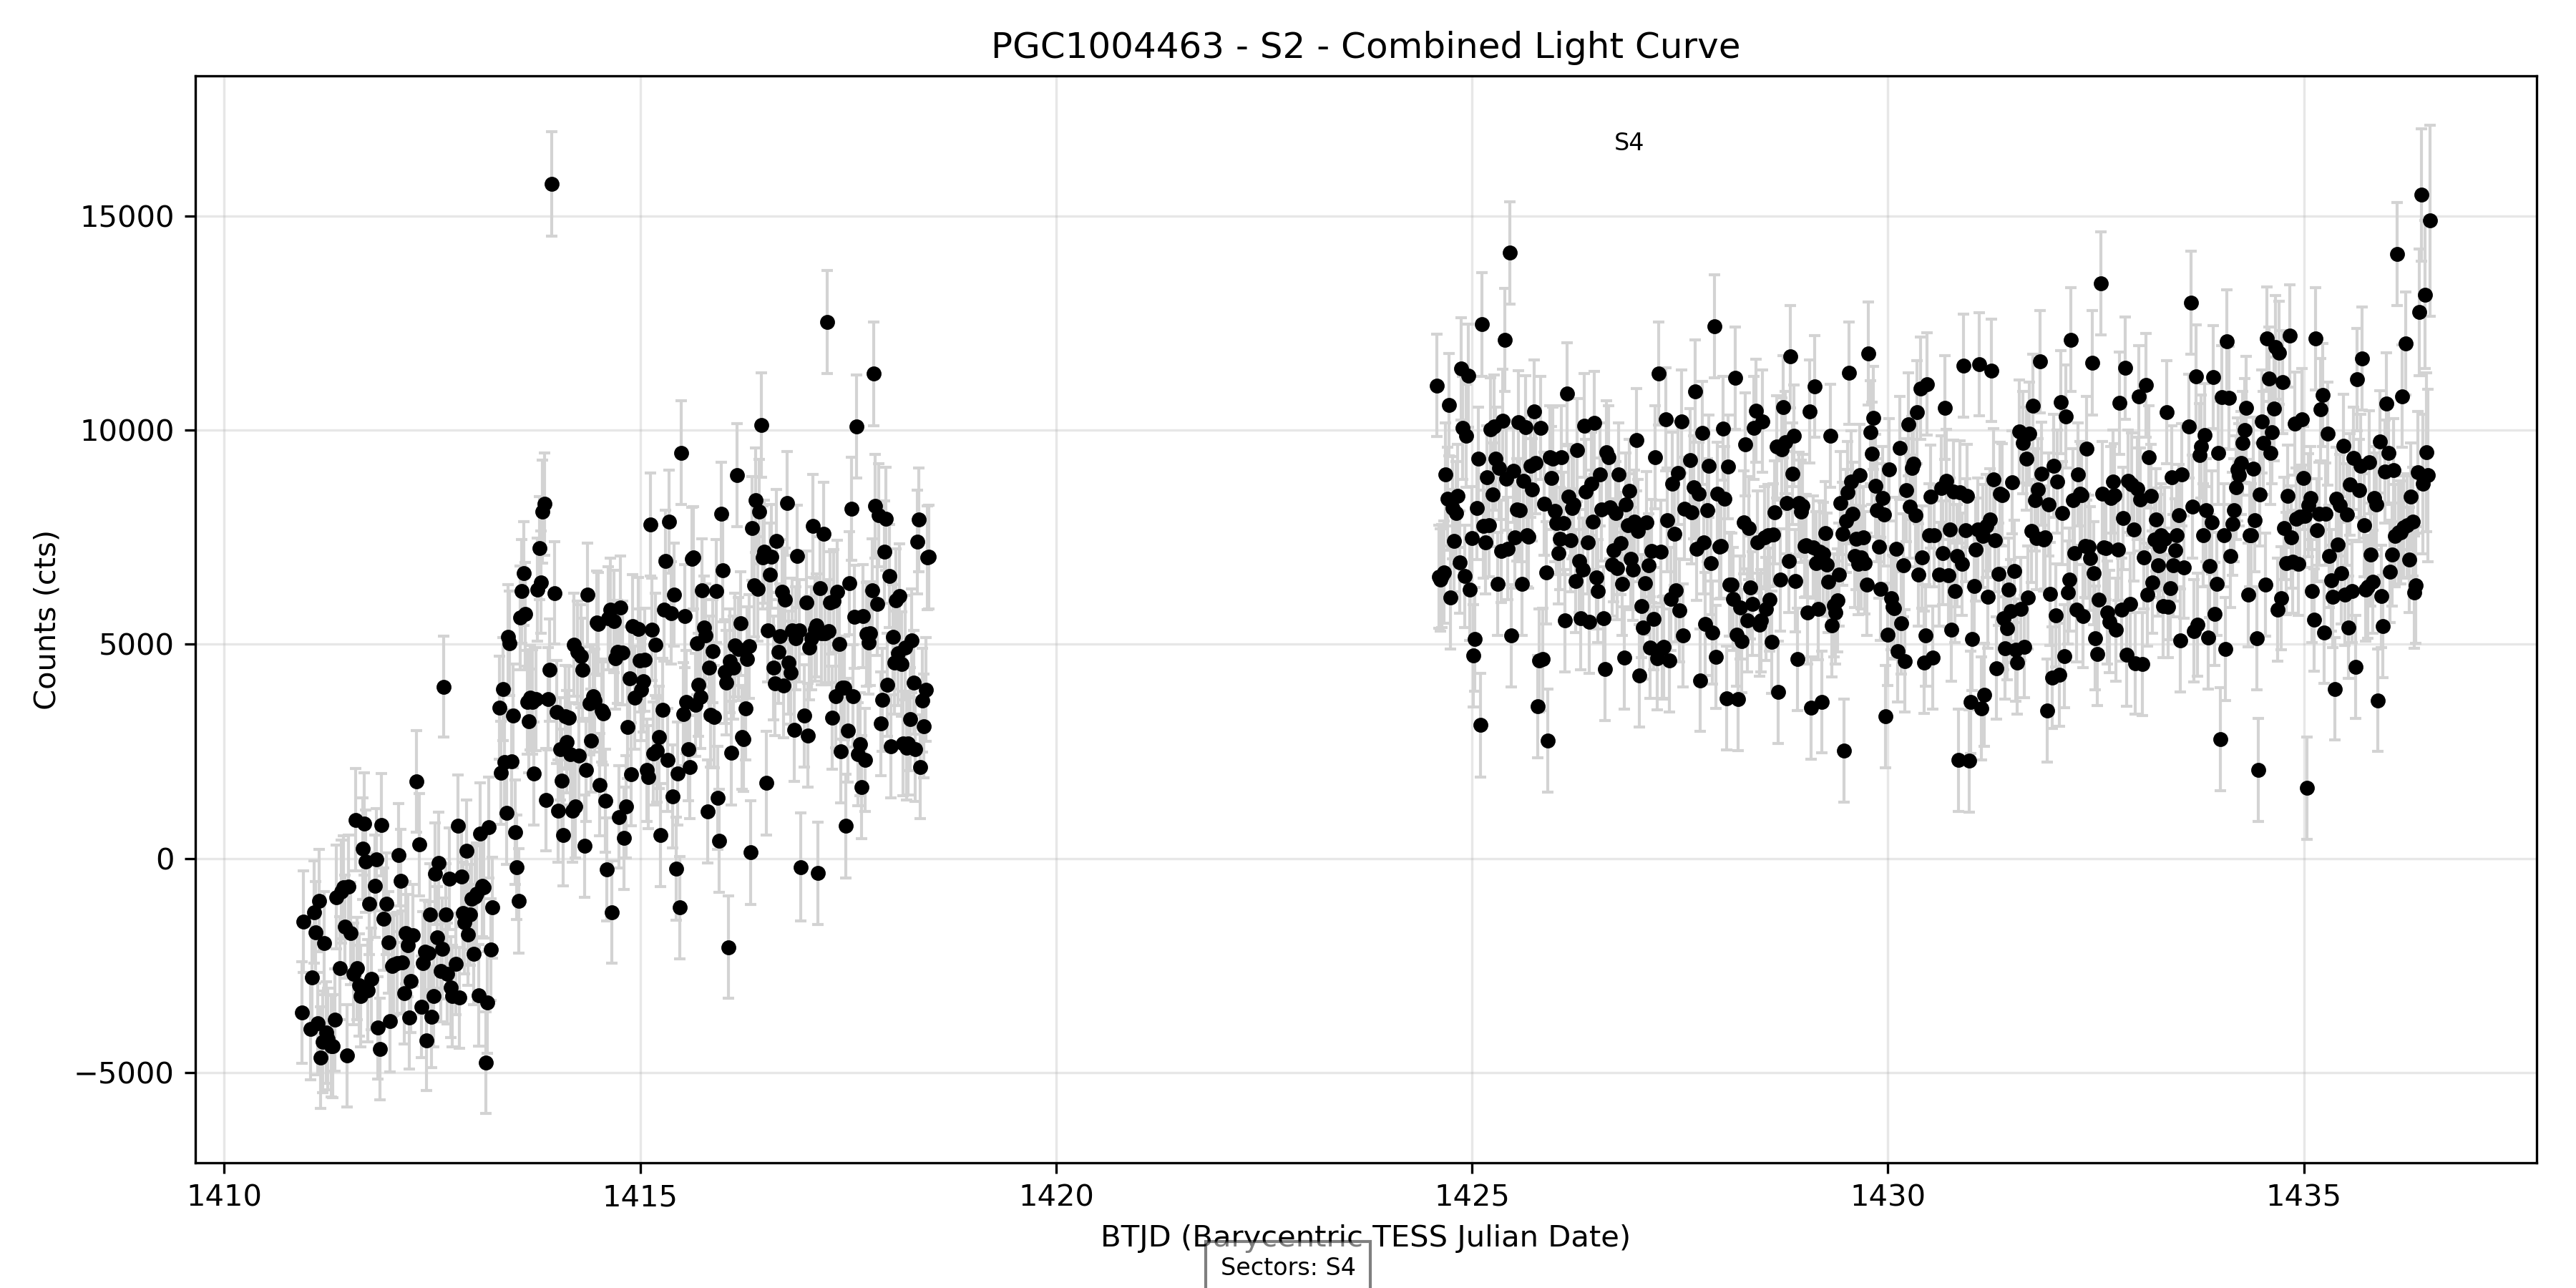 PGC1004463 - S2 - Combined Light Curve
S4
15000
10000
5000
0
−5000
Counts (cts)
1410
1415
1420
1425
1430
1435
BTJD (Barycentric TESS Julian Date)
Sectors: S4